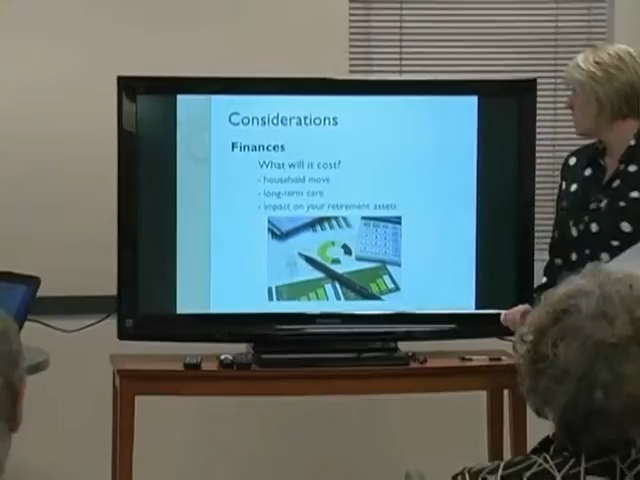 Considerations
Finances
What will it cost?
- household move
- long-term care
- impact on your retirement assets